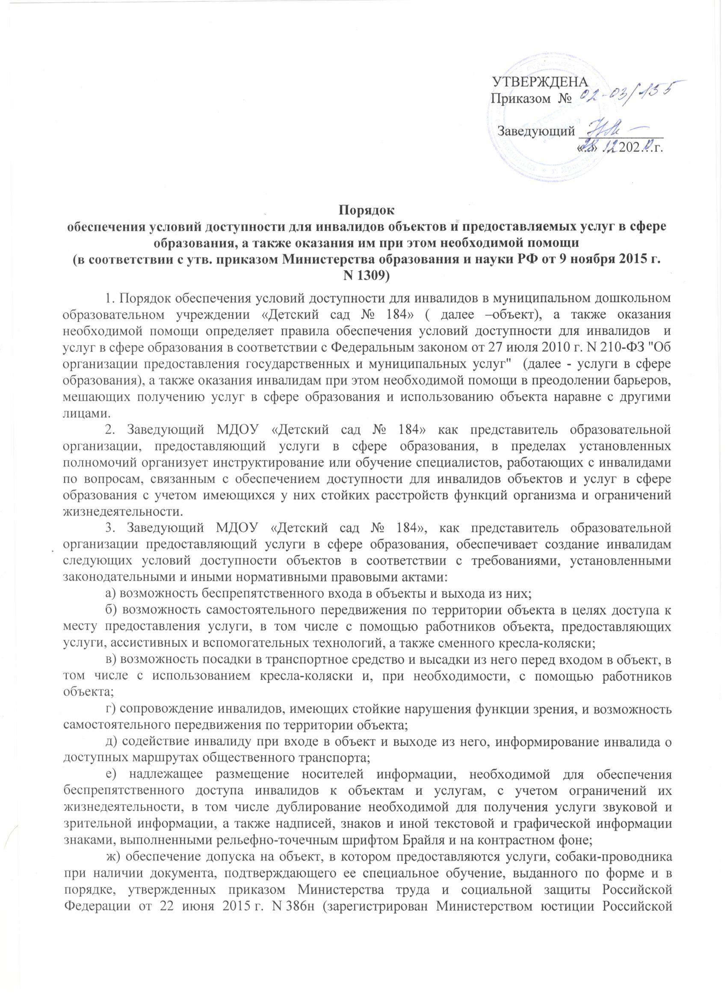 УТВЕРЖДЕНА
Приказом № 02-03/155
Заведующий
«28» 12 2020г.
Порядок
обеспечения условий доступности для инвалидов объектов и предоставляемых услуг в сфере
образования, а также оказания им при этом необходимой помощи
(в соответствии с утв. приказом Министерства образования и науки РФ от 9 ноября 2015 г.
N 1309)
1. Порядок обеспечения условий доступности для инвалидов в муниципальном дошкольном
образовательном учреждении «Детский сад № 184» ( далее –объект), а также оказания
необходимой помощи определяет правила обеспечения условий доступности для инвалидов и
услуг в сфере образования в соответствии с Федеральным законом от 27 июля 2010 г. N 210-ФЗ "Об
организации предоставления государственных и муниципальных услуг" (далее - услуги в сфере
образования), а также оказания инвалидам при этом необходимой помощи в преодолении барьеров,
мешающих получению услуг в сфере образования и использованию объекта наравне с другими
лицами.
2. Заведующий МДОУ «Детский сад № 184» как представитель образовательной
организации, предоставляющий услуги в сфере образования, в пределах установленных
полномочий организует инструктирование или обучение специалистов, работающих с инвалидами
по вопросам, связанным с обеспечением доступности для инвалидов объектов и услуг в сфере
образования с учетом имеющихся у них стойких расстройств функций организма и ограничений
жизнедеятельности.
3. Заведующий МДОУ «Детский сад № 184», как представитель образовательной
организации предоставляющий услуги в сфере образования, обеспечивает создание инвалидам
следующих условий доступности объектов в соответствии с требованиями, установленными
законодательными и иными нормативными правовыми актами:
а) возможность беспрепятственного входа в объекты и выхода из них;
б) возможность самостоятельного передвижения по территории объекта в целях доступа к
месту предоставления услуги, в том числе с помощью работников объекта, предоставляющих
услуги, ассистивных и вспомогательных технологий, а также сменного кресла-коляски;
в) возможность посадки в транспортное средство и высадки из него перед входом в объект, в
том числе с использованием кресла-коляски и, при необходимости, с помощью работников
объекта;
г) сопровождение инвалидов, имеющих стойкие нарушения функции зрения, и возможность
самостоятельного передвижения по территории объекта;
д) содействие инвалиду при входе в объект и выходе из него, информирование инвалида о
доступных маршрутах общественного транспорта;
е) надлежащее размещение носителей информации, необходимой для обеспечения
беспрепятственного доступа инвалидов к объектам и услугам, с учетом ограничений их
жизнедеятельности, в том числе дублирование необходимой для получения услуги звуковой и
зрительной информации, а также надписей, знаков и иной текстовой и графической информации
знаками, выполненными рельефно-точечным шрифтом Брайля и на контрастном фоне;
ж) обеспечение допуска на объект, в котором предоставляются услуги, собаки-проводника
при наличии документа, подтверждающего ее специальное обучение, выданного по форме и в
порядке, утвержденных приказом Министерства труда и социальной защиты Российской
Федерации от 22 июня 2015 г. N 386н (зарегистрирован Министерством юстиции Российской